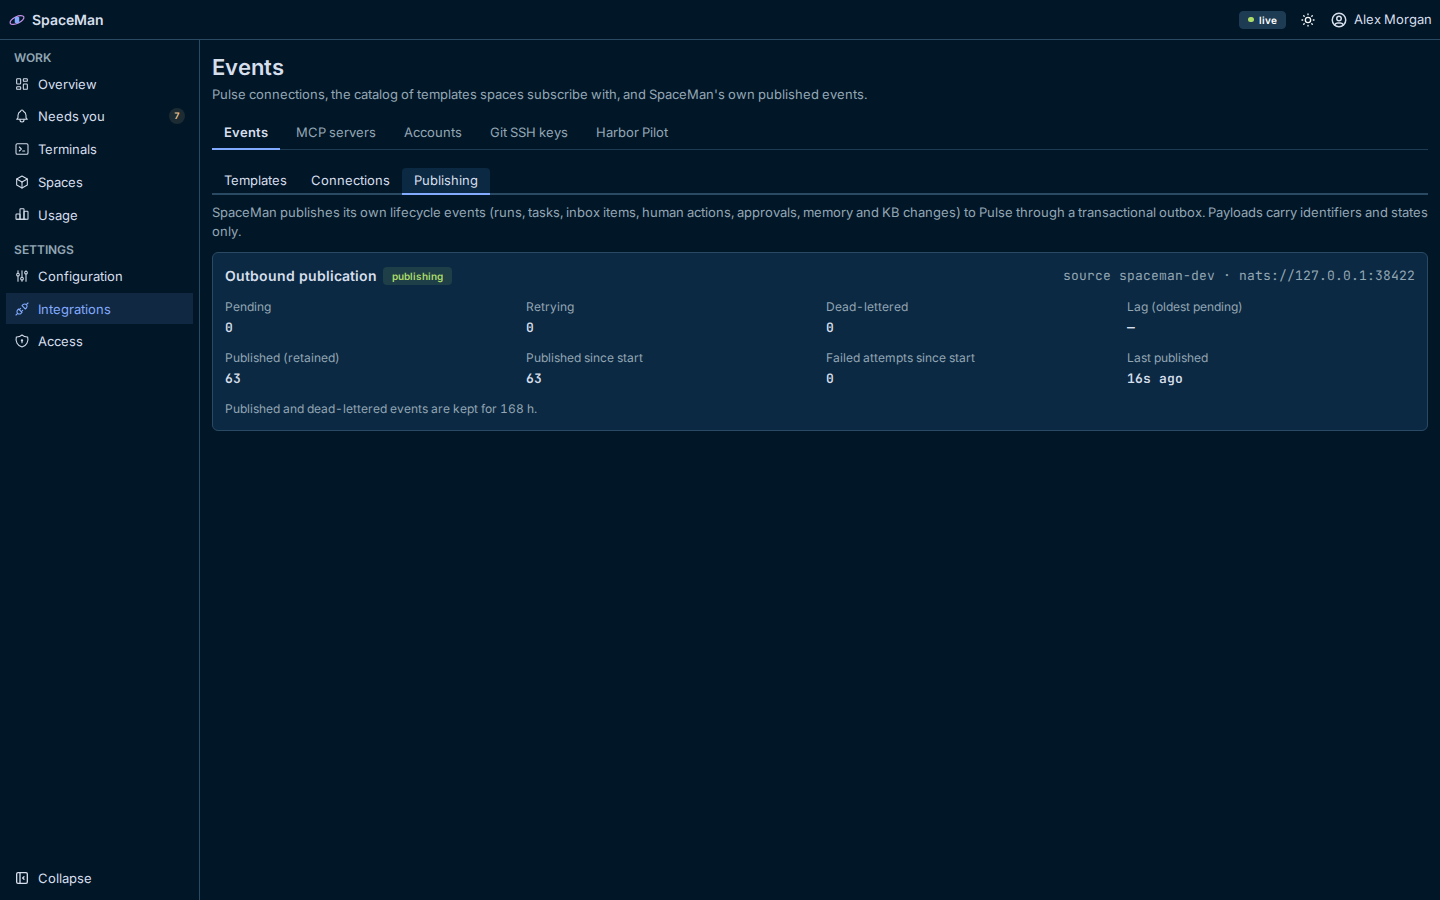 SpaceMan
live
Alex Morgan
WORK
Overview
Needs you
7
Terminals
Spaces
Usage
SETTINGS
Configuration
Integrations
Access
Collapse
Events
Pulse connections, the catalog of templates spaces subscribe with, and SpaceMan's own published events.
Events MCP servers Accounts Git SSH keys Harbor Pilot
Templates Connections Publishing
SpaceMan publishes its own lifecycle events (runs, tasks, inbox items, human actions, approvals, memory and KB changes) to Pulse through a transactional outbox. Payloads carry identifiers and states
only.
Outbound publication publishing source spaceman-dev · nats://127.0.0.1:38422
Pending Retrying Dead-lettered Lag (oldest pending)
0 0 0 —
Published (retained) Published since start Failed attempts since start Last published
63 63 0 16s ago
Published and dead-lettered events are kept for 168 h.